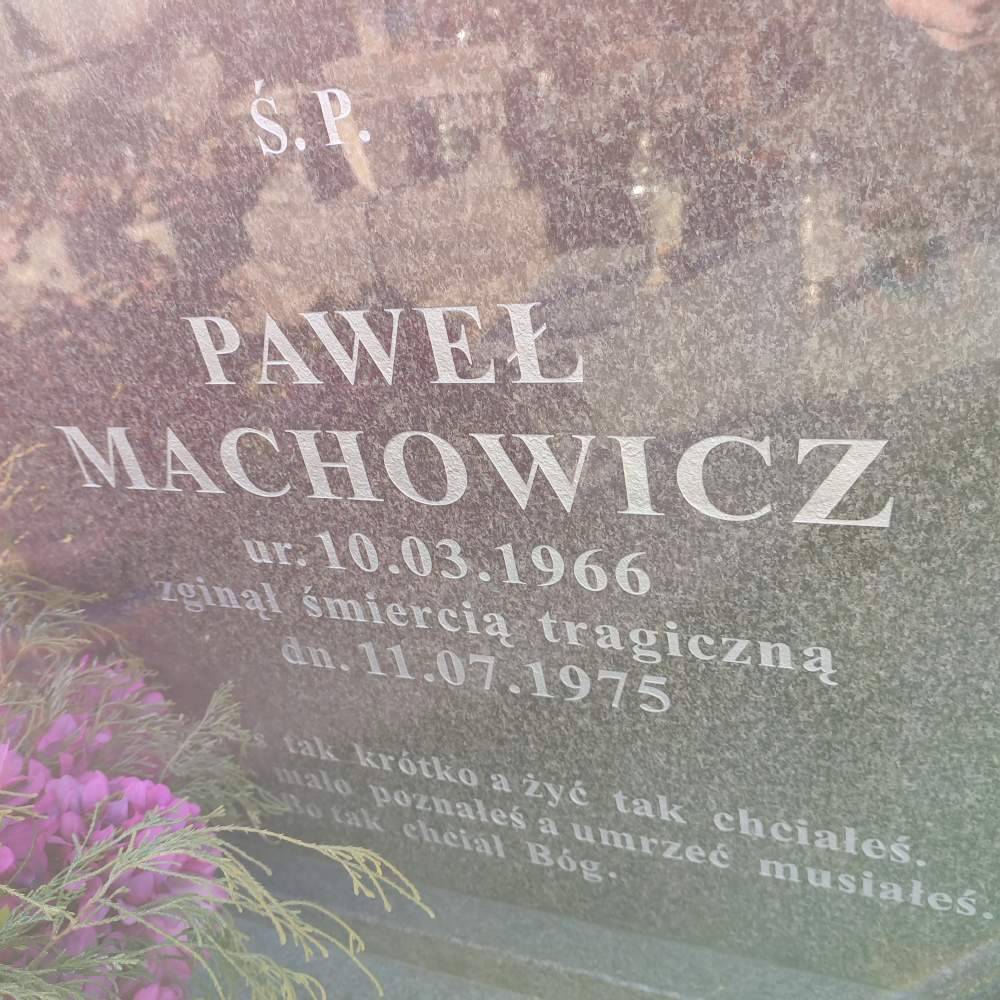 Ś.P.
PAWEŁ
MACHOWICZ
ur. 10.03.1966
zginął śmiercią tragiczną
dn. 11.07.1975
tak krótko a żyć tak chciałeś.
mało poznałeś a umrzeć musiałeś.
tak chciał Bóg.